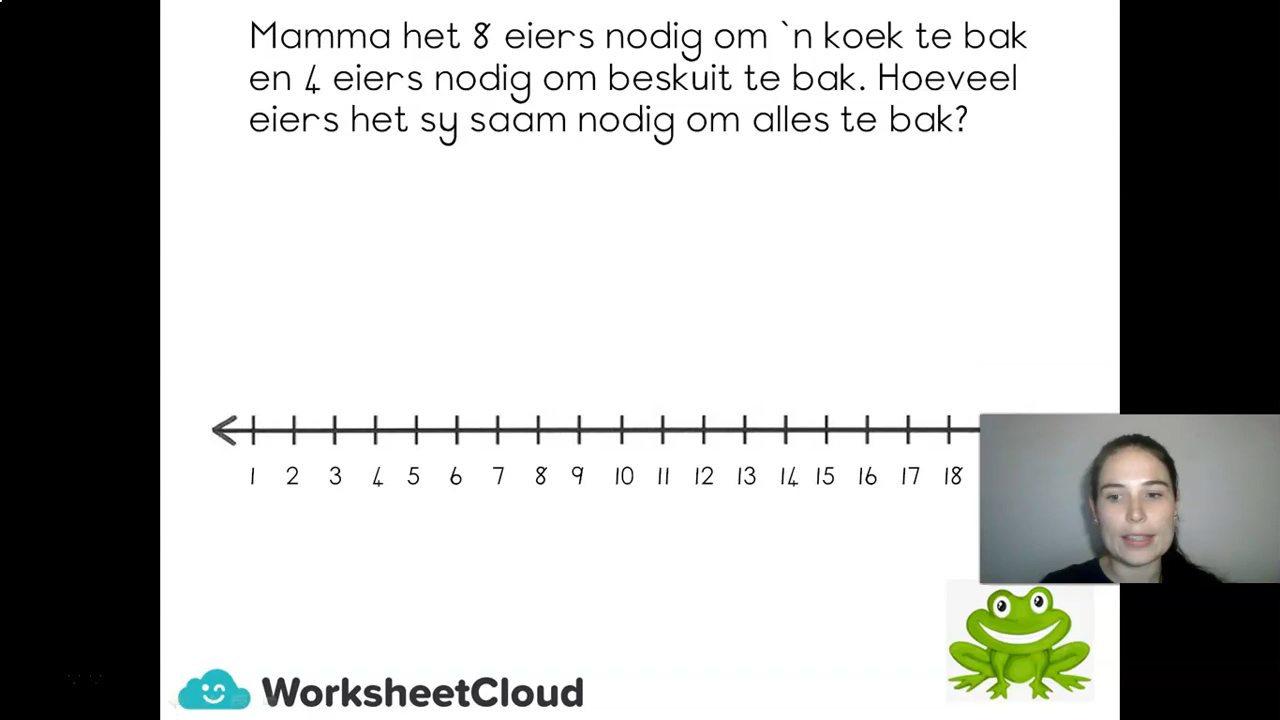 Mamma het 8 eiers nodig om `n koek te bak
en 4 eiers nodig om beskuit te bak. Hoeveel
eiers het sy saam nodig om alles te bak?
1 2 3 4 5 6 7 8 9 10 11 12 13 14 15 16 17 18
WorksheetCloud